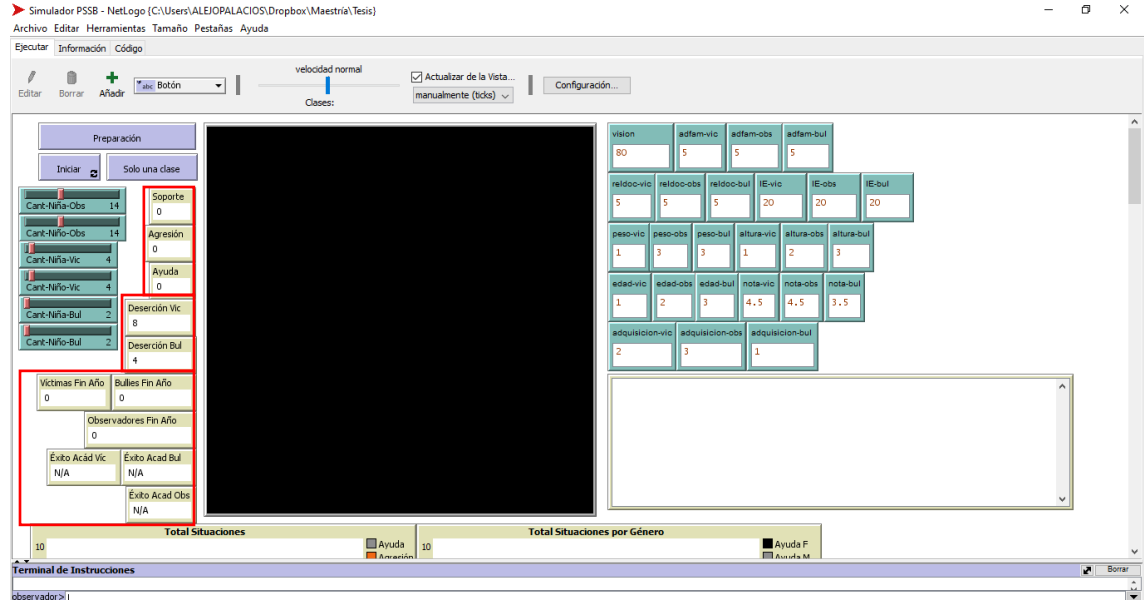 Simulador PSSB - NetLogo {C:\Users\ALEJOPALACIOS\Dropbox\Maestría\Tesis}
Archivo Editar Herramientas Tamaño Pestañas Ayuda
Ejecutar Información Código
Editar Borrar Añadir abc Botón
velocidad normal
Clases:
Actualizar de la Vista...
manualmente (ticks)
Configuración...
Preparación
Iniciar Solo una clase
Cant-Niña-Obs 14
Cant-Niño-Obs 14
Cant-Niña-Vic 4
Cant-Niño-Vic 4
Cant-Niña-Bul 2
Cant-Niño-Bul 2
Soporte
0
Agresión
0
Ayuda
0
Deserción Vic
8
Deserción Bul
4
Víctimas Fin Año Bullies Fin Año
0 0
Observadores Fin Año
0
Éxito Acád Vic Éxito Acad Bul
N/A N/A
Éxito Acad Obs
N/A
vision adfam-vic adfam-obs adfam-bul
80 5 5 5
reldoc-vic reldoc-obs reldoc-bul IE-vic IE-obs IE-bul
5 5 5 20 20 20
peso-vic peso-obs peso-bul altura-vic altura-obs altura-bul
1 3 3 1 2 3
edad-vic edad-obs edad-bul nota-vic nota-obs nota-bul
1 2 3 4.5 4.5 3.5
adquisicion-vic adquisicion-obs adquisicion-bul
2 3 1
Total Situaciones
10
Ayuda
Agresión
Total Situaciones por Género
10
Ayuda F
Ayuda M
Terminal de Instrucciones
Borrar
observador>